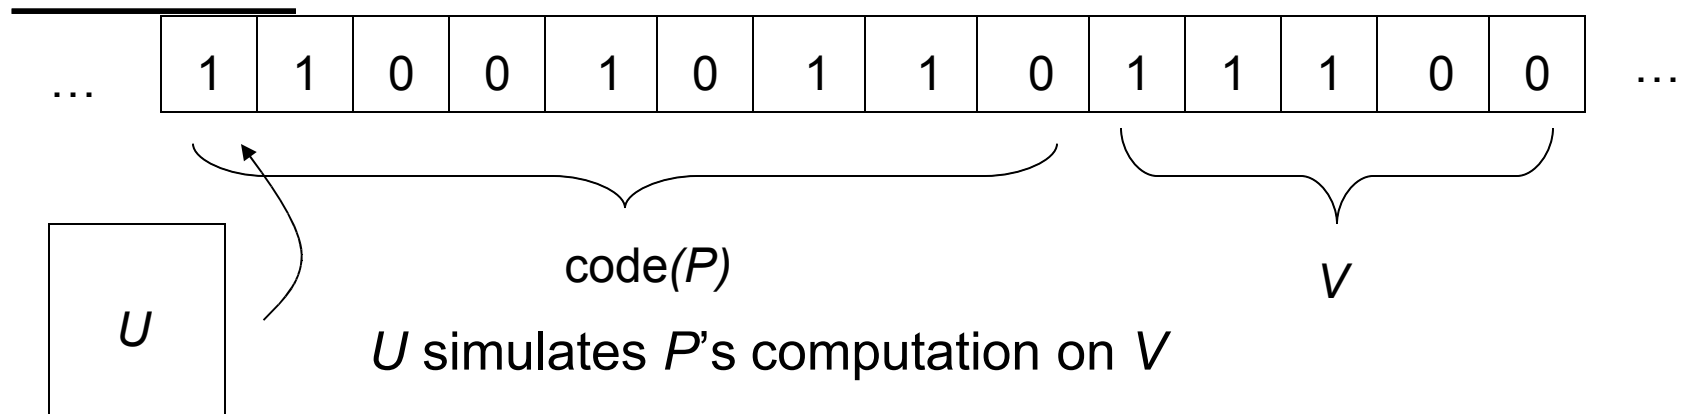 … 1 1 0 0 1 0 1 1 0 1 1 1 0 0 …
code(P)
V
U
U simulates P’s computation on V